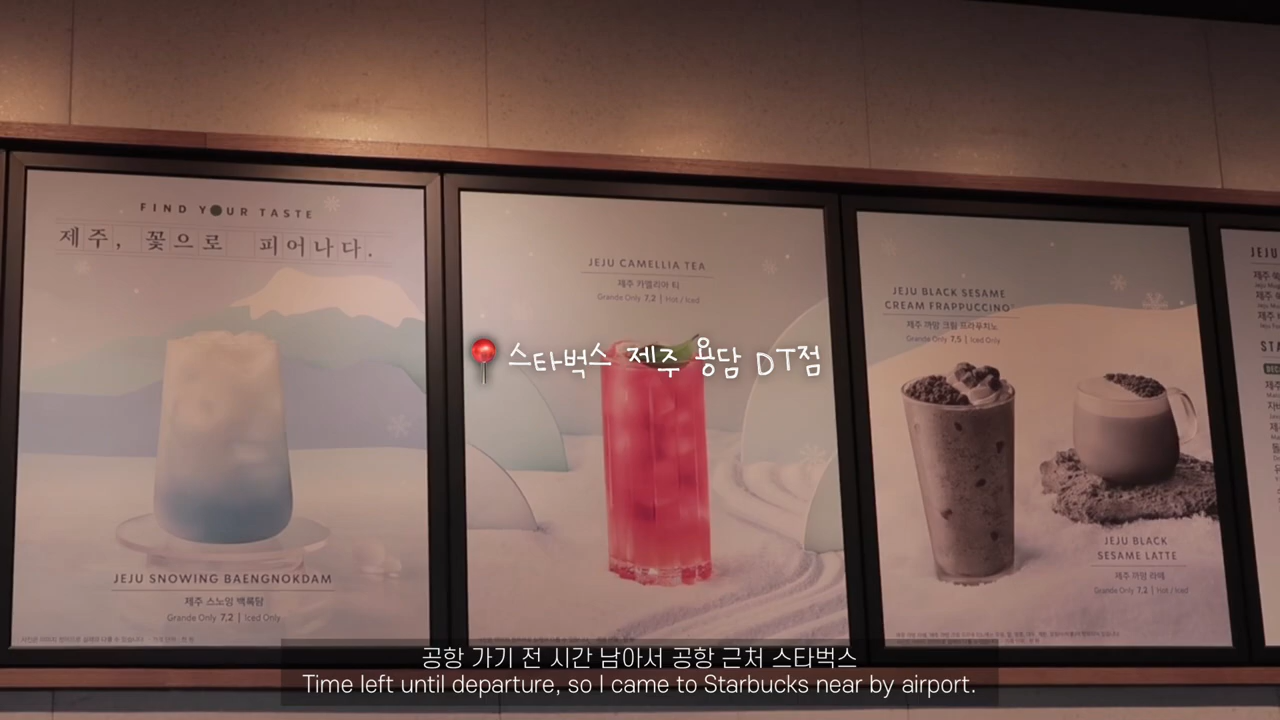 FIND YOUR TASTE
제주, 꽃으로 피어나다.
JEJU SNOWING BAENGNOKDAM
제주 스노잉 백록담
Grande Only 7.2 | Iced Only
JEJU CAMELLIA TEA
제주 카멜리아 티
Grande Only 7.2 | Hot / Iced
스타벅스 제주 용담 DT점
JEJU BLACK SESAME
CREAM FRAPPUCCINO
제주 까망 크림 프라푸치노
Grande Only 7.5 | Iced Only
JEJU BLACK
SESAME LATTE
제주 까망 라떼
Grande Only 7.2 | Hot / Iced
JEJU
공항 가기 전 시간 남아서 공항 근처 스타벅스
Time left until departure, so I came to Starbucks near by airport.